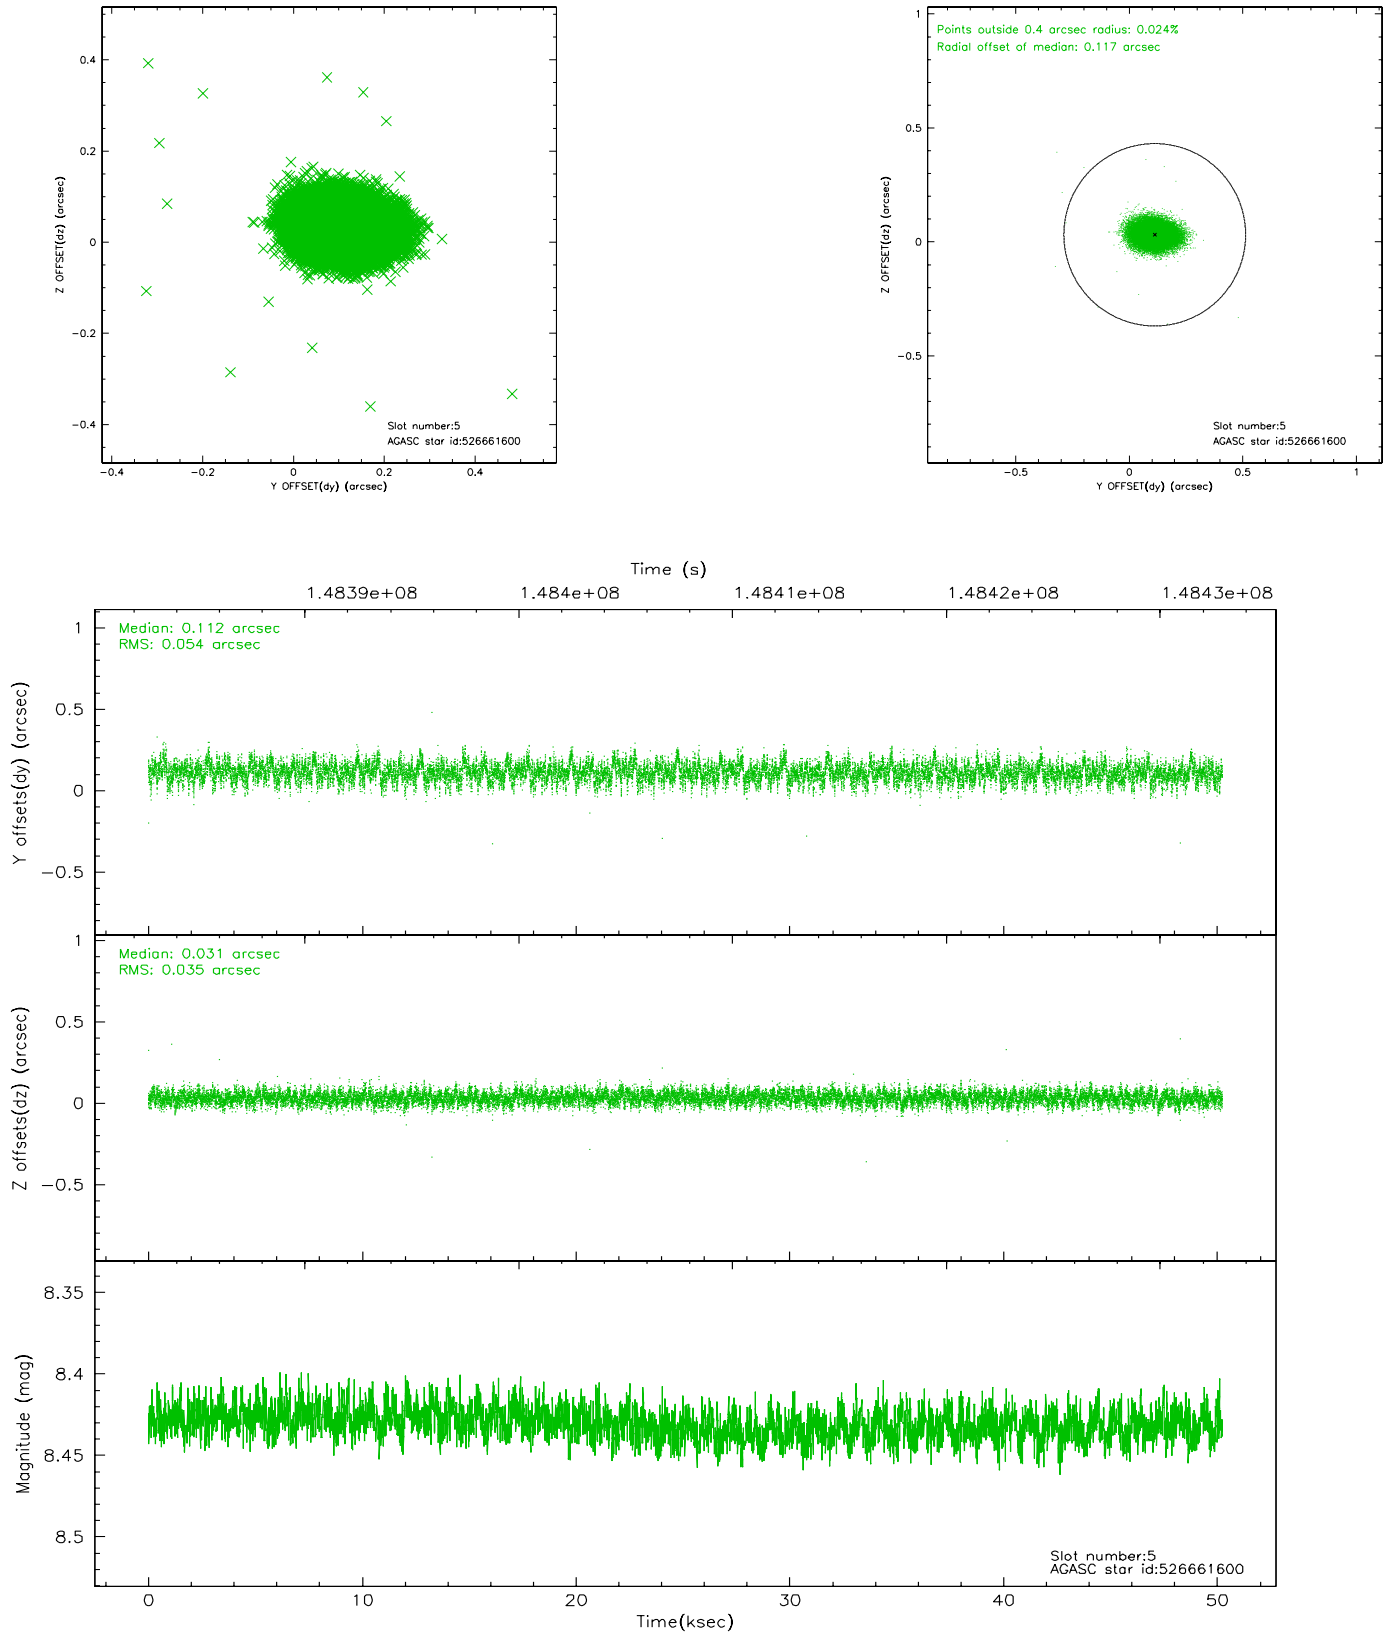 0.4
0.2
0
−0.2
−0.4
Z OFFSET(dz) (arcsec)
Slot number:5
AGASC star id:526661600
−0.4 −0.2 0 0.2 0.4
Y OFFSET(dy) (arcsec)
Points outside 0.4 arcsec radius: 0.024%
Radial offset of median: 0.117 arcsec
1
0.5
0
−0.5
Z OFFSET(dz) (arcsec)
Slot number:5
AGASC star id:526661600
−0.5 0 0.5 1
Y OFFSET(dy) (arcsec)
Time (s)
1.4839e+08 1.484e+08 1.4841e+08 1.4842e+08 1.4843e+08
Median: 0.112 arcsec
RMS: 0.054 arcsec
1
0.5
0
−0.5
Y offsets(dy) (arcsec)
Median: 0.031 arcsec
RMS: 0.035 arcsec
1
0.5
0
−0.5
Z offsets(dz) (arcsec)
8.35
8.4
8.45
8.5
Magnitude (mag)
Slot number:5
AGASC star id:526661600
0 10 20 30 40 50
Time(ksec)